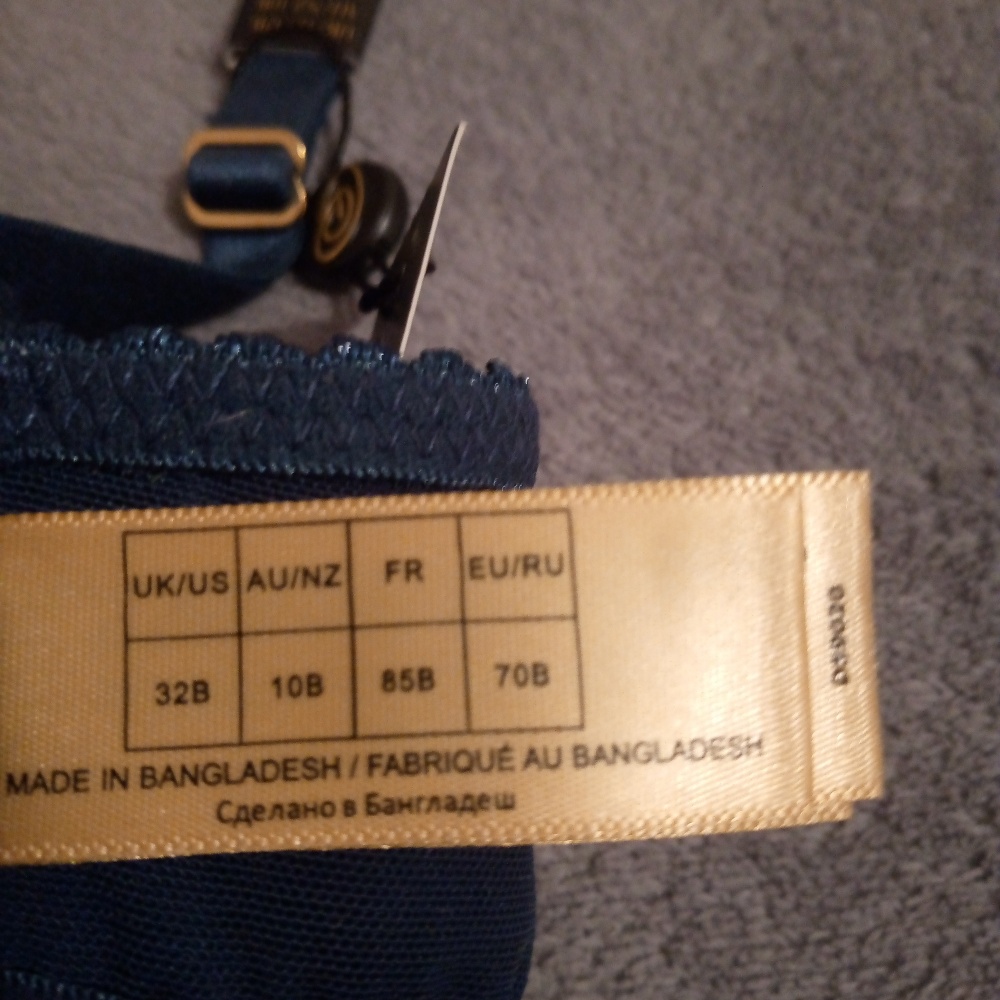 UK/US AU/NZ FR EU/RU
32B 10B 85B 70B
MADE IN BANGLADESH / FABRIQUÉ AU BANGLADESH
Сделано в Бангладеш